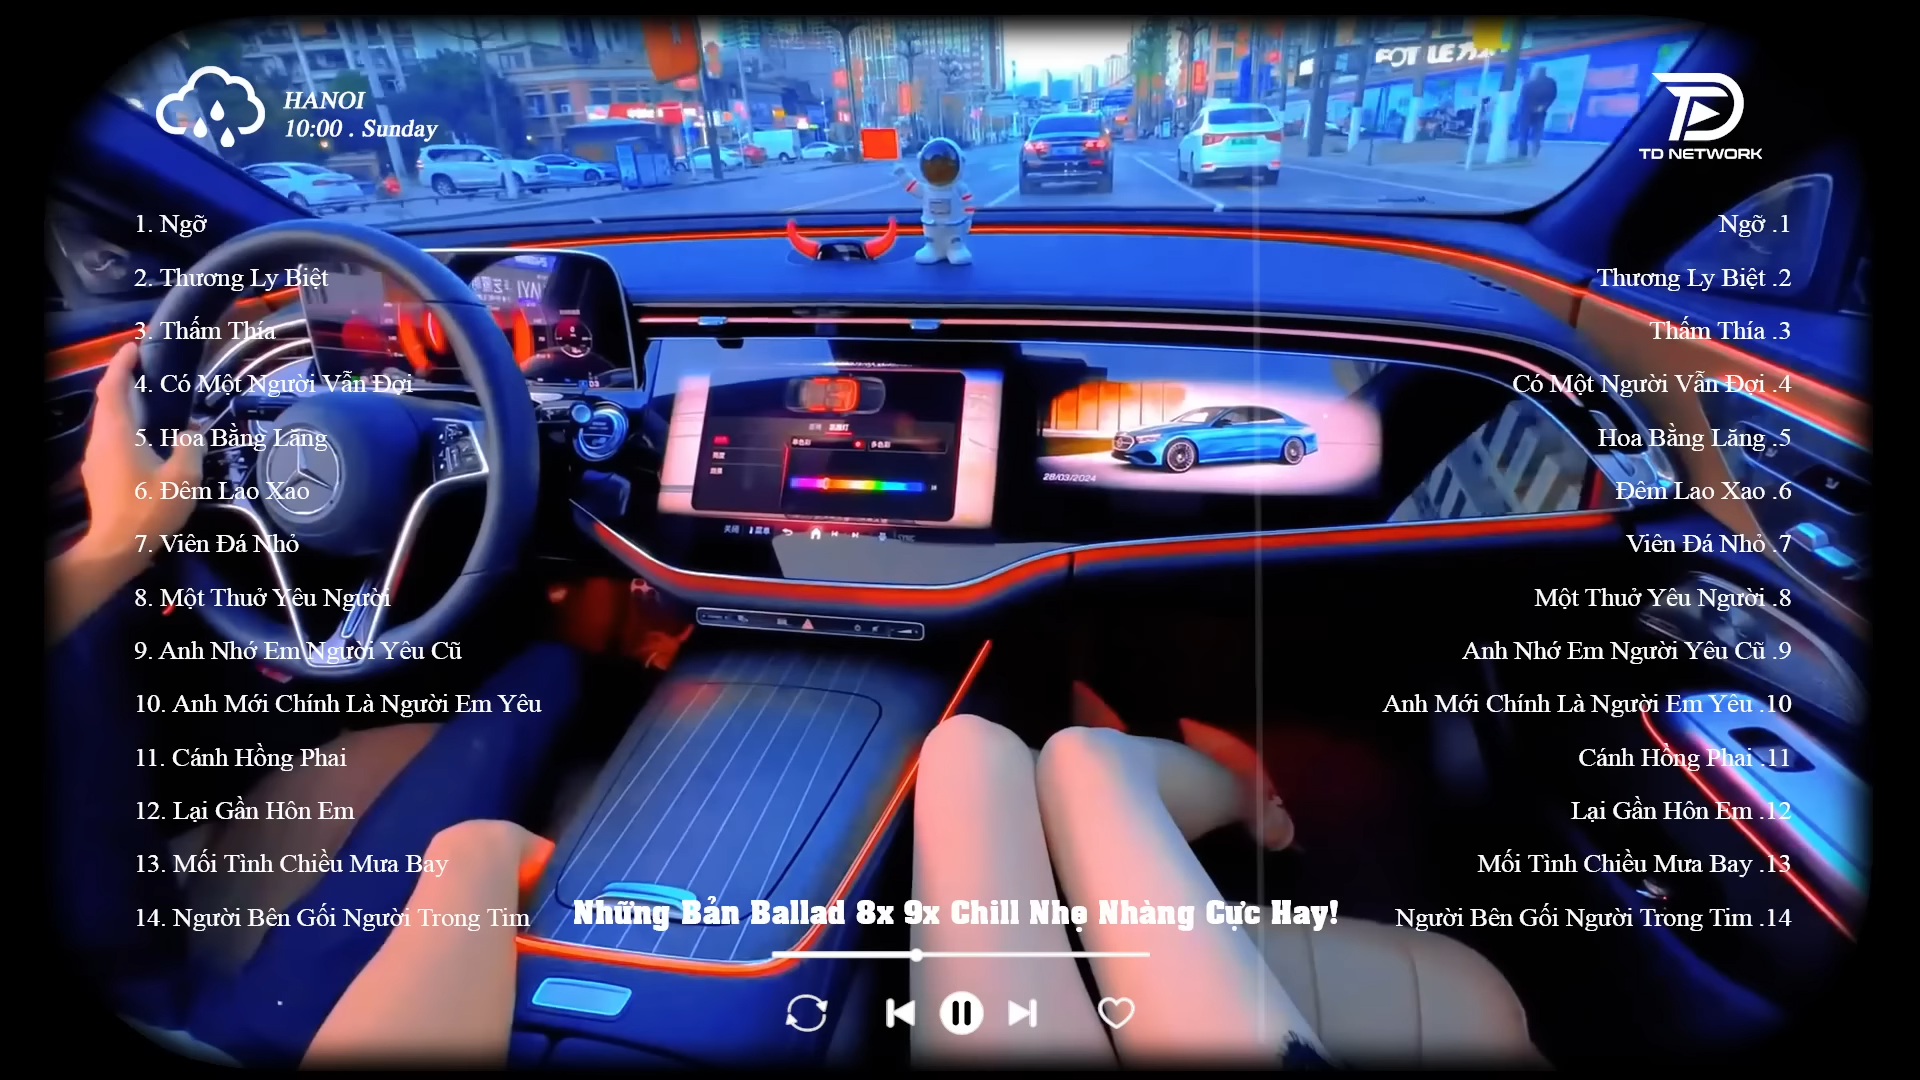 HANOI
10:00 . Sunday
TD NETWORK
1. Ngỡ
2. Thương Ly Biệt
3. Thấm Thía
4. Có Một Người Vẫn Đợi
5. Hoa Bằng Lăng
6. Đêm Lao Xao
7. Viên Đá Nhỏ
8. Một Thuở Yêu Người
9. Anh Nhớ Em Người Yêu Cũ
10. Anh Mới Chính Là Người Em Yêu
11. Cánh Hồng Phai
12. Lại Gần Hôn Em
13. Mối Tình Chiều Mưa Bay
14. Người Bên Gối Người Trong Tim
Ngỡ .1
Thương Ly Biệt .2
Thấm Thía .3
Có Một Người Vẫn Đợi .4
Hoa Bằng Lăng .5
Đêm Lao Xao .6
Viên Đá Nhỏ .7
Một Thuở Yêu Người .8
Anh Nhớ Em Người Yêu Cũ .9
Anh Mới Chính Là Người Em Yêu .10
Cánh Hồng Phai .11
Lại Gần Hôn Em .12
Mối Tình Chiều Mưa Bay .13
Người Bên Gối Người Trong Tim .14
28/03/2024
Những Bản Ballad 8x 9x Chill Nhẹ Nhàng Cực Hay!